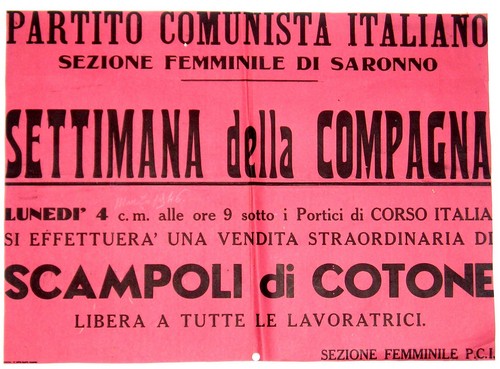 PARTITO COMUNISTA ITALIANO
SEZIONE FEMMINILE DI SARONNO
SETTIMANA della COMPAGNA
LUNEDI' 4 c.m. alle ore 9 sotto i Portici di CORSO ITALIA
SI EFFETTUERA' UNA VENDITA STRAORDINARIA DI
SCAMPOLI di COTONE
LIBERA A TUTTE LE LAVORATRICI.
SEZIONE FEMMINILE P.C.I.